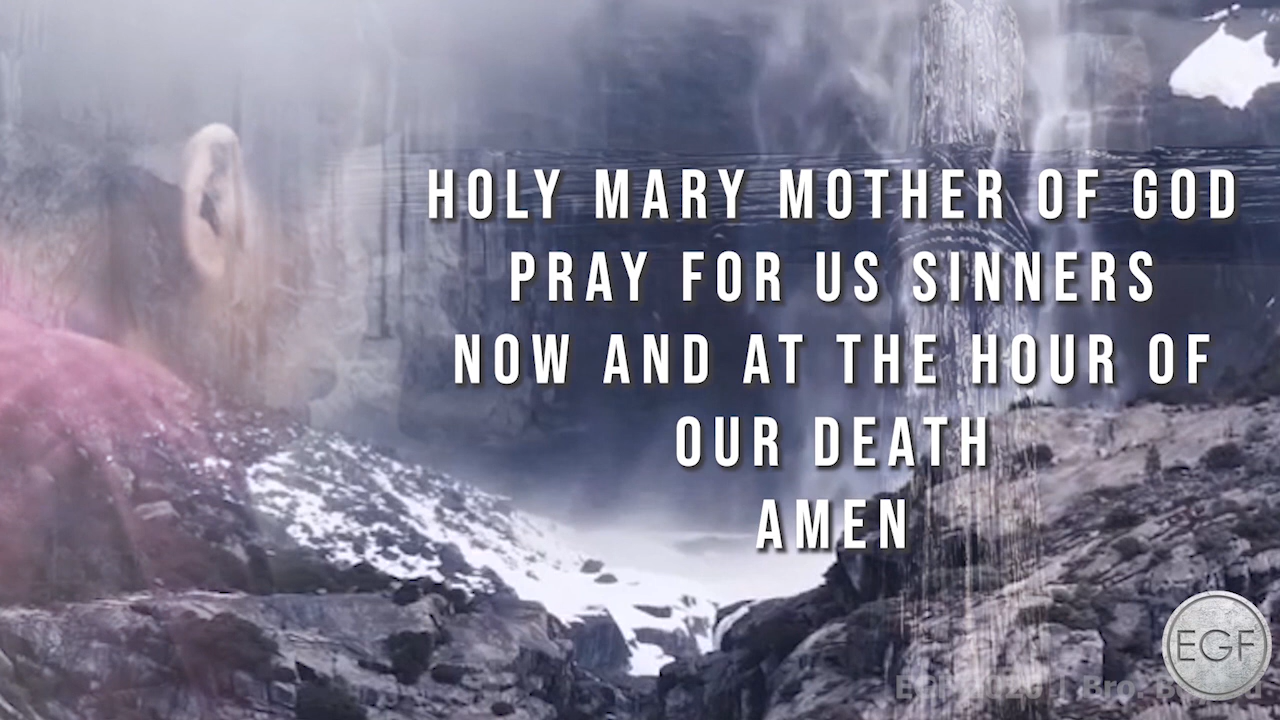 HOLY MARY MOTHER OF GOD
PRAY FOR US SINNERS
NOW AND AT THE HOUR OF
OUR DEATH
AMEN
EGF